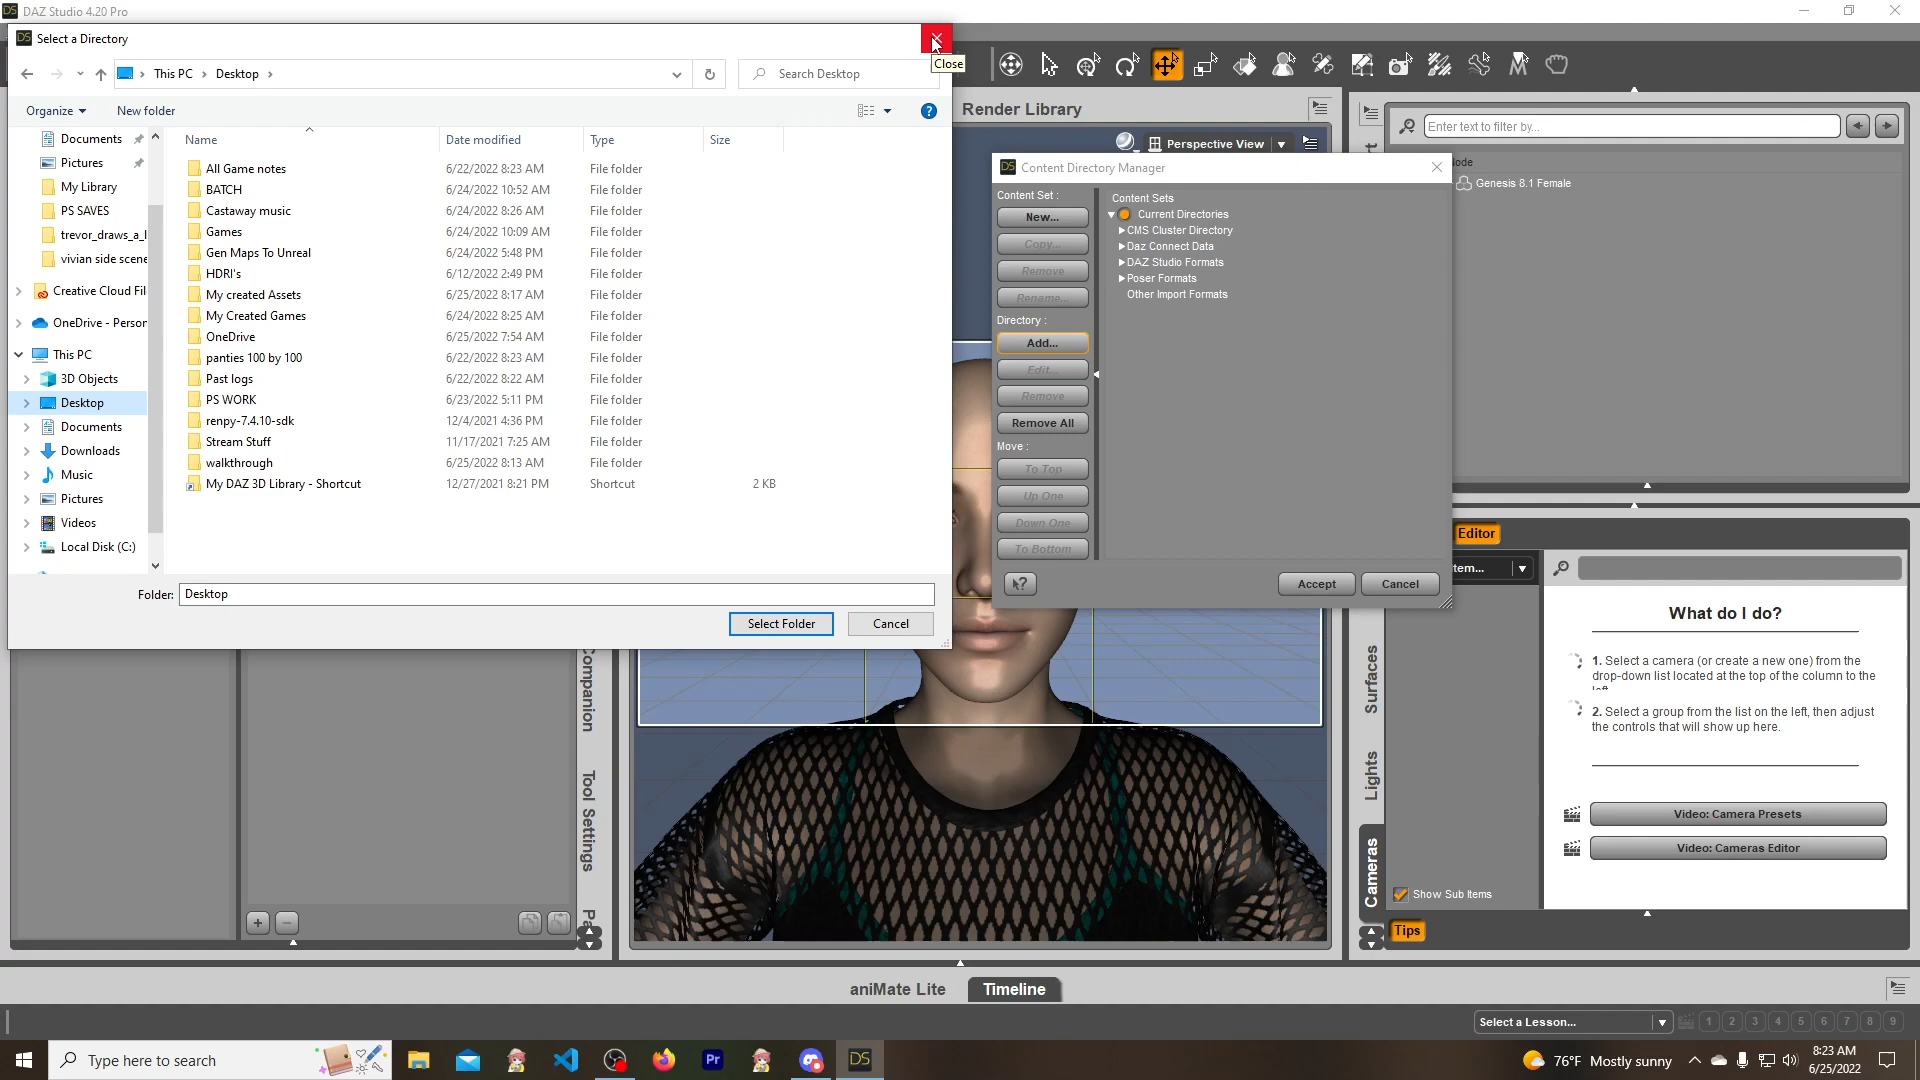 DAZ Studio 4.20 Pro
Select a Directory
Close
This PC
Desktop
Search Desktop
Organize
New folder
Documents
Pictures
My Library
PS SAVES
trevor_draws_a_l
vivian side scene
Creative Cloud Fil
OneDrive - Person
This PC
3D Objects
Desktop
Documents
Downloads
Music
Pictures
Videos
Local Disk (C:)
Name Date modified Type Size
All Game notes 6/22/2022 8:23 AM File folder
BATCH 6/24/2022 10:52 AM File folder
Castaway music 6/24/2022 8:26 AM File folder
Games 6/24/2022 10:09 AM File folder
Gen Maps To Unreal 6/24/2022 5:48 PM File folder
HDRI's 6/12/2022 2:49 PM File folder
My created Assets 6/25/2022 8:17 AM File folder
My Created Games 6/24/2022 8:25 AM File folder
OneDrive 6/25/2022 7:54 AM File folder
panties 100 by 100 6/22/2022 8:23 AM File folder
Past logs 6/22/2022 8:22 AM File folder
PS WORK 6/23/2022 5:11 PM File folder
renpy-7.4.10-sdk 12/4/2021 4:36 PM File folder
Stream Stuff 11/17/2021 7:25 AM File folder
walkthrough 6/25/2022 8:13 AM File folder
My DAZ 3D Library - Shortcut 12/27/2021 8:21 PM Shortcut 2 KB
Folder: Desktop
Select Folder
Cancel
Render Library
Perspective View
Content Directory Manager
Content Set :
New...
Copy...
Remove
Rename...
Directory :
Add...
Edit...
Remove
Remove All
Move :
To Top
Up One
Down One
To Bottom
Content Sets
Current Directories
CMS Cluster Directory
Daz Connect Data
DAZ Studio Formats
Poser Formats
Other Import Formats
Accept
Cancel
Enter text to filter by...
ode
Genesis 8.1 Female
Editor
tem...
What do I do?
1. Select a camera (or create a new one) from the
drop-down list located at the top of the column to the
2. Select a group from the list on the left, then adjust
the controls that will show up here.
Video: Camera Presets
Video: Cameras Editor
Show Sub Items
Tips
Surfaces
Lights
Cameras
ompanion
Tool Settings
Pa
aniMate Lite
Timeline
Select a Lesson...
1 2 3 4 5 6 7 8 9
Type here to search
Pr
DS
76°F Mostly sunny
8:23 AM
6/25/2022